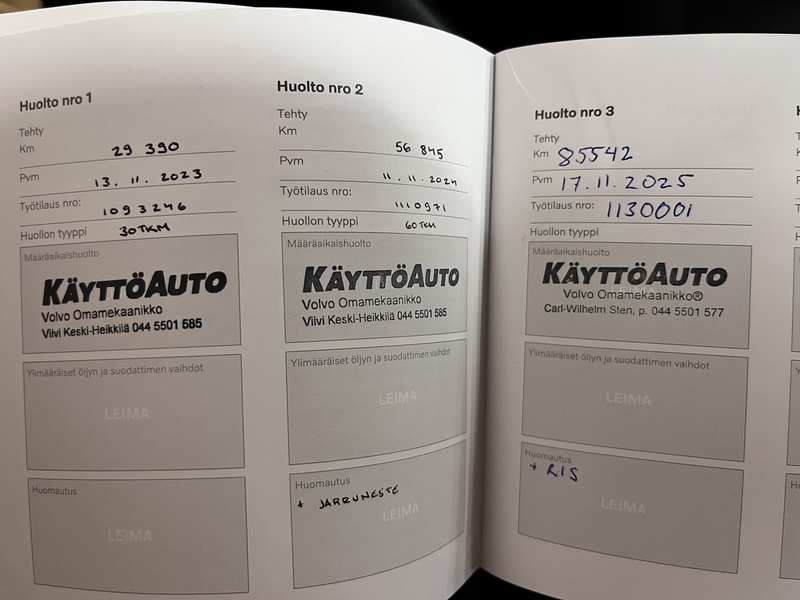 Huolto nro 1
Tehty
Km 29 390
Pvm 13. 11. 2023
Työtilaus nro: 1093246
Huollon tyyppi 30TKM
Määräaikaishuolto
KÄYTTÖAUTO
Volvo Omamekaanikko
Viivi Keski-Heikkilä 044 5501 585
Ylimääräiset öljyn ja suodattimen vaihdot
LEIMA
Huomautus
LEIMA
Huolto nro 2
Tehty
Km 56 845
Pvm 11. 11. 2024
Työtilaus nro: 1110971
Huollon tyyppi 60TKM
Määräaikaishuolto
KÄYTTÖAUTO
Volvo Omamekaanikko
Viivi Keski-Heikkilä 044 5501 585
Ylimääräiset öljyn ja suodattimen vaihdot
LEIMA
Huomautus
+ JARRUNESTE
LEIMA
Huolto nro 3
Tehty
Km 85542
Pvm 17.11.2025
Työtilaus nro: 1130001
Huollon tyyppi
Määräaikaishuolto
KÄYTTÖAUTO
Volvo Omamekaanikko®
Carl-Wilhelm Sten, p. 044 5501 577
Ylimääräiset öljyn ja suodattimen vaihdot
LEIMA
Huomautus
+ RIS
LEIMA